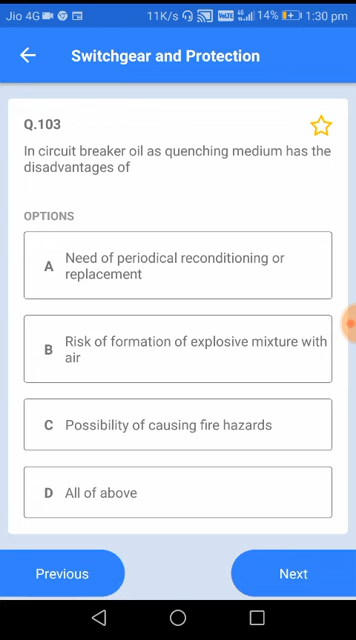 Jio 4G 11K/s VoLTE 4G 14% 1:30 pm
Switchgear and Protection
Q.103
In circuit breaker oil as quenching medium has the
disadvantages of
OPTIONS
A Need of periodical reconditioning or
replacement
B Risk of formation of explosive mixture with
air
C Possibility of causing fire hazards
D All of above
Previous Next